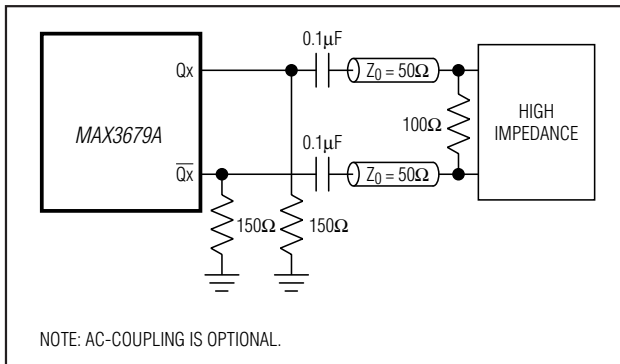 0.1µF
Qx
Z0 = 50Ω
MAX3679A
100Ω
HIGH
IMPEDANCE
0.1µF
Q̅x̅
Z0 = 50Ω
150Ω
150Ω
NOTE: AC-COUPLING IS OPTIONAL.